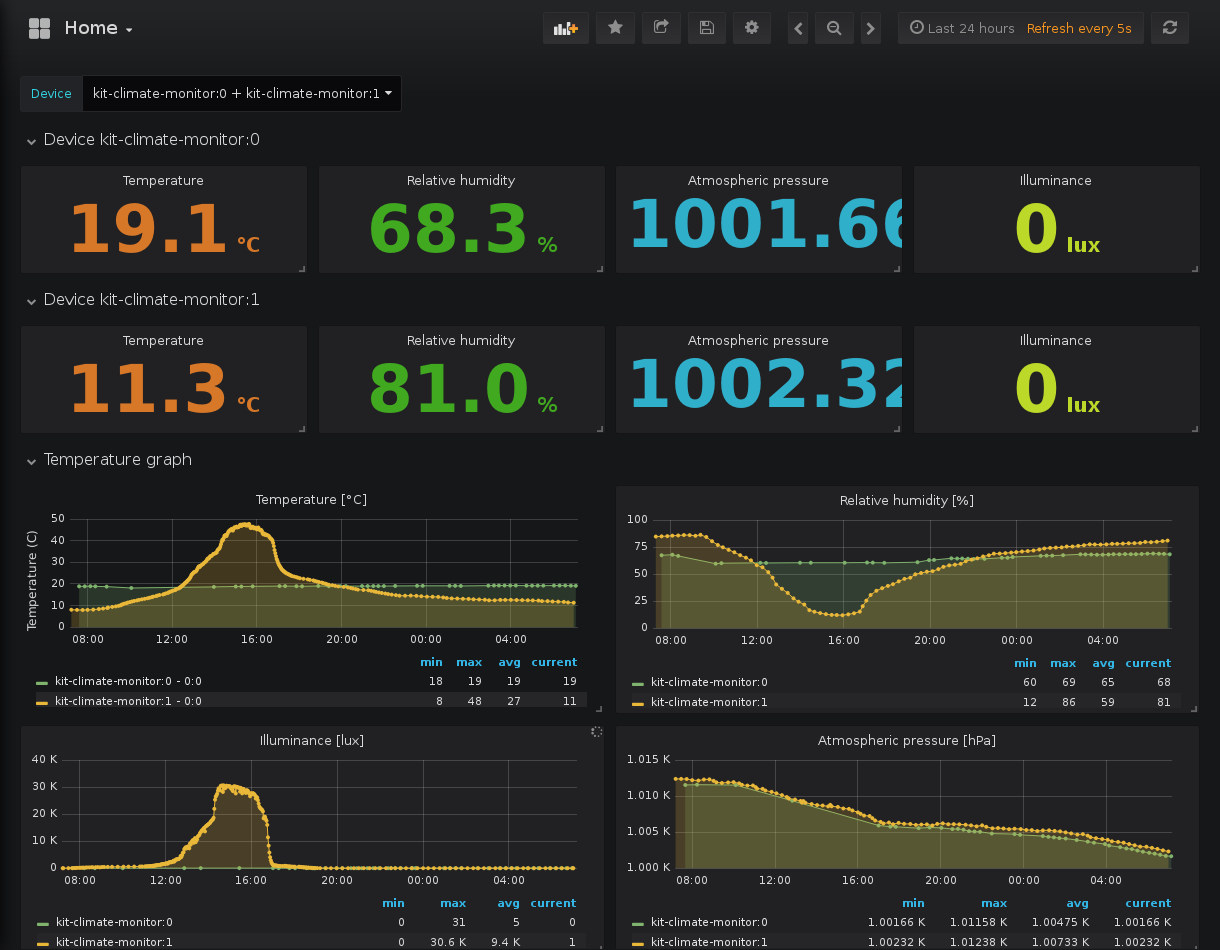 Home
Last 24 hours Refresh every 5s
Device kit-climate-monitor:0 + kit-climate-monitor:1
Device kit-climate-monitor:0
Temperature Relative humidity Atmospheric pressure Illuminance
19.1 °C 68.3 % 1001.66 0 lux
Device kit-climate-monitor:1
Temperature Relative humidity Atmospheric pressure Illuminance
11.3 °C 81.0 % 1002.32 0 lux
Temperature graph
Temperature [°C]
Temperature (C)
50
40
30
20
10
0
08:00 12:00 16:00 20:00 00:00 04:00
min max avg current
kit-climate-monitor:0 - 0:0 18 19 19 19
kit-climate-monitor:1 - 0:0 8 48 27 11
Relative humidity [%]
100
75
50
25
0
08:00 12:00 16:00 20:00 00:00 04:00
min max avg current
kit-climate-monitor:0 60 69 65 68
kit-climate-monitor:1 12 86 59 81
Illuminance [lux]
40 K
30 K
20 K
10 K
0
08:00 12:00 16:00 20:00 00:00 04:00
min max avg current
kit-climate-monitor:0 0 31 5 0
kit-climate-monitor:1 0 30.6 K 9.4 K 1
Atmospheric pressure [hPa]
1.015 K
1.010 K
1.005 K
1.000 K
08:00 12:00 16:00 20:00 00:00 04:00
min max avg current
kit-climate-monitor:0 1.00166 K 1.01158 K 1.00475 K 1.00166 K
kit-climate-monitor:1 1.00232 K 1.01238 K 1.00733 K 1.00232 K